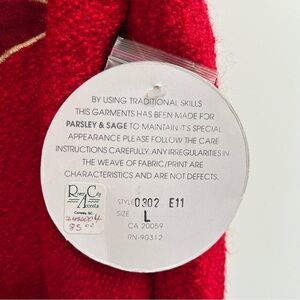 BY USING TRADITIONAL SKILLS
THIS GARMENTS HAS BEEN MADE FOR
PARSLEY & SAGE TO MAINTAIN ITS SPECIAL
APPEARANCE PLEASE FOLLOW THE CARE
INSTRUCTIONS CAREFULLY. ANY IRREGULARITIES IN
THE WEAVE OF FABRIC/PRINT ARE
CHARACTERISTICS AND ARE NOT DEFECTS.
River City
STYLE 0302 E11
SIZE L
CA 20059
RN-90312